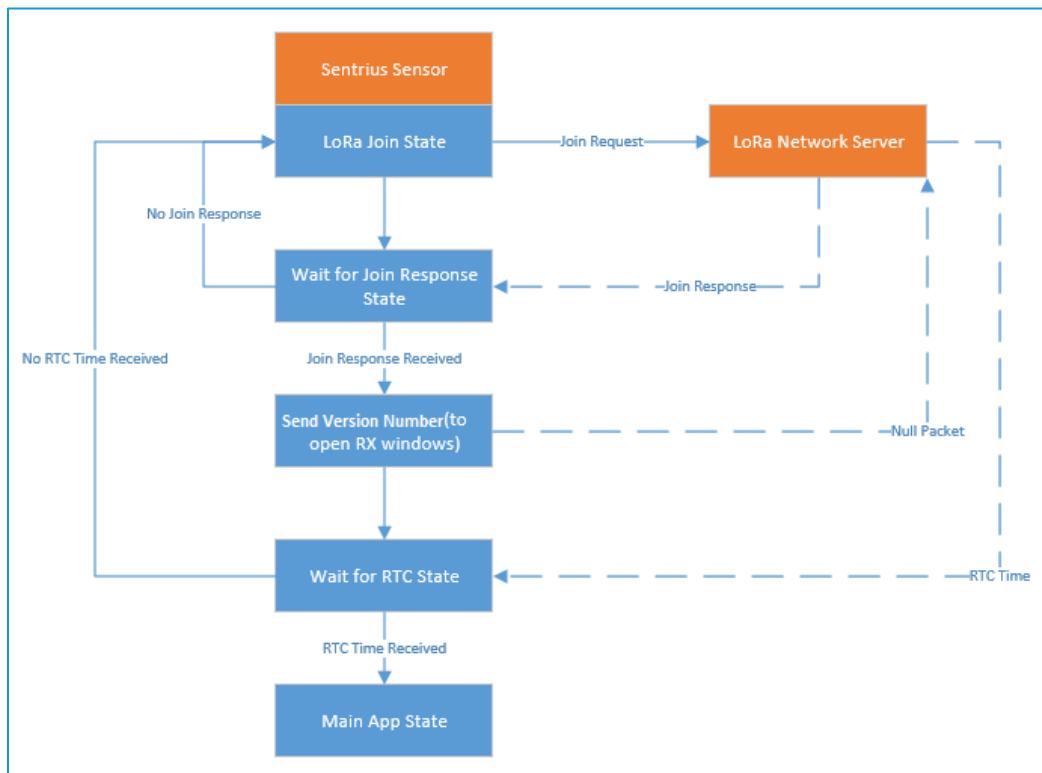 Sentrius Sensor
LoRa Join State
Join Request
LoRa Network Server
No Join Response
Wait for Join Response
State
Join Response
No RTC Time Received
Join Response Received
Send Version Number(to
open RX windows)
Null Packet
Wait for RTC State
RTC Time
RTC Time Received
Main App State